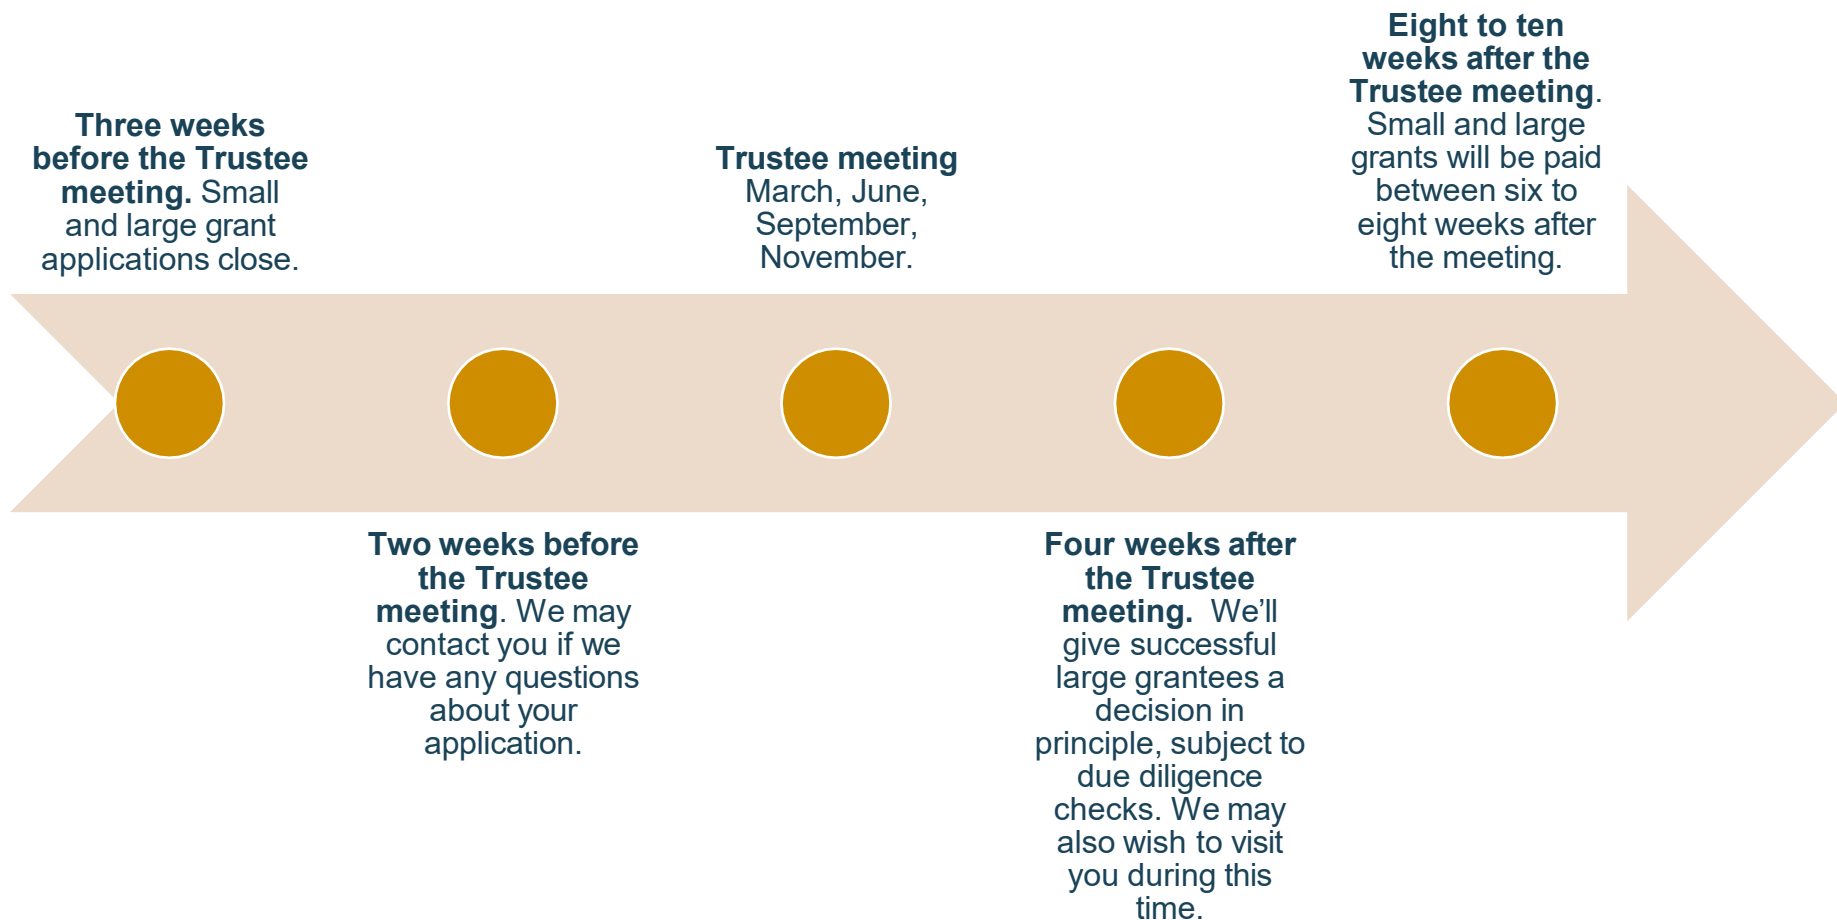 Three weeks
before the Trustee
meeting. Small
and large grant
applications close.
Two weeks before
the Trustee
meeting. We may
contact you if we
have any questions
about your
application.
Trustee meeting
March, June,
September,
November.
Four weeks after
the Trustee
meeting.  We’ll
give successful
large grantees a
decision in
principle, subject to
due diligence
checks. We may
also wish to visit
you during this
time.
Eight to ten
weeks after the
Trustee meeting.
Small and large
grants will be paid
between six to
eight weeks after
the meeting.